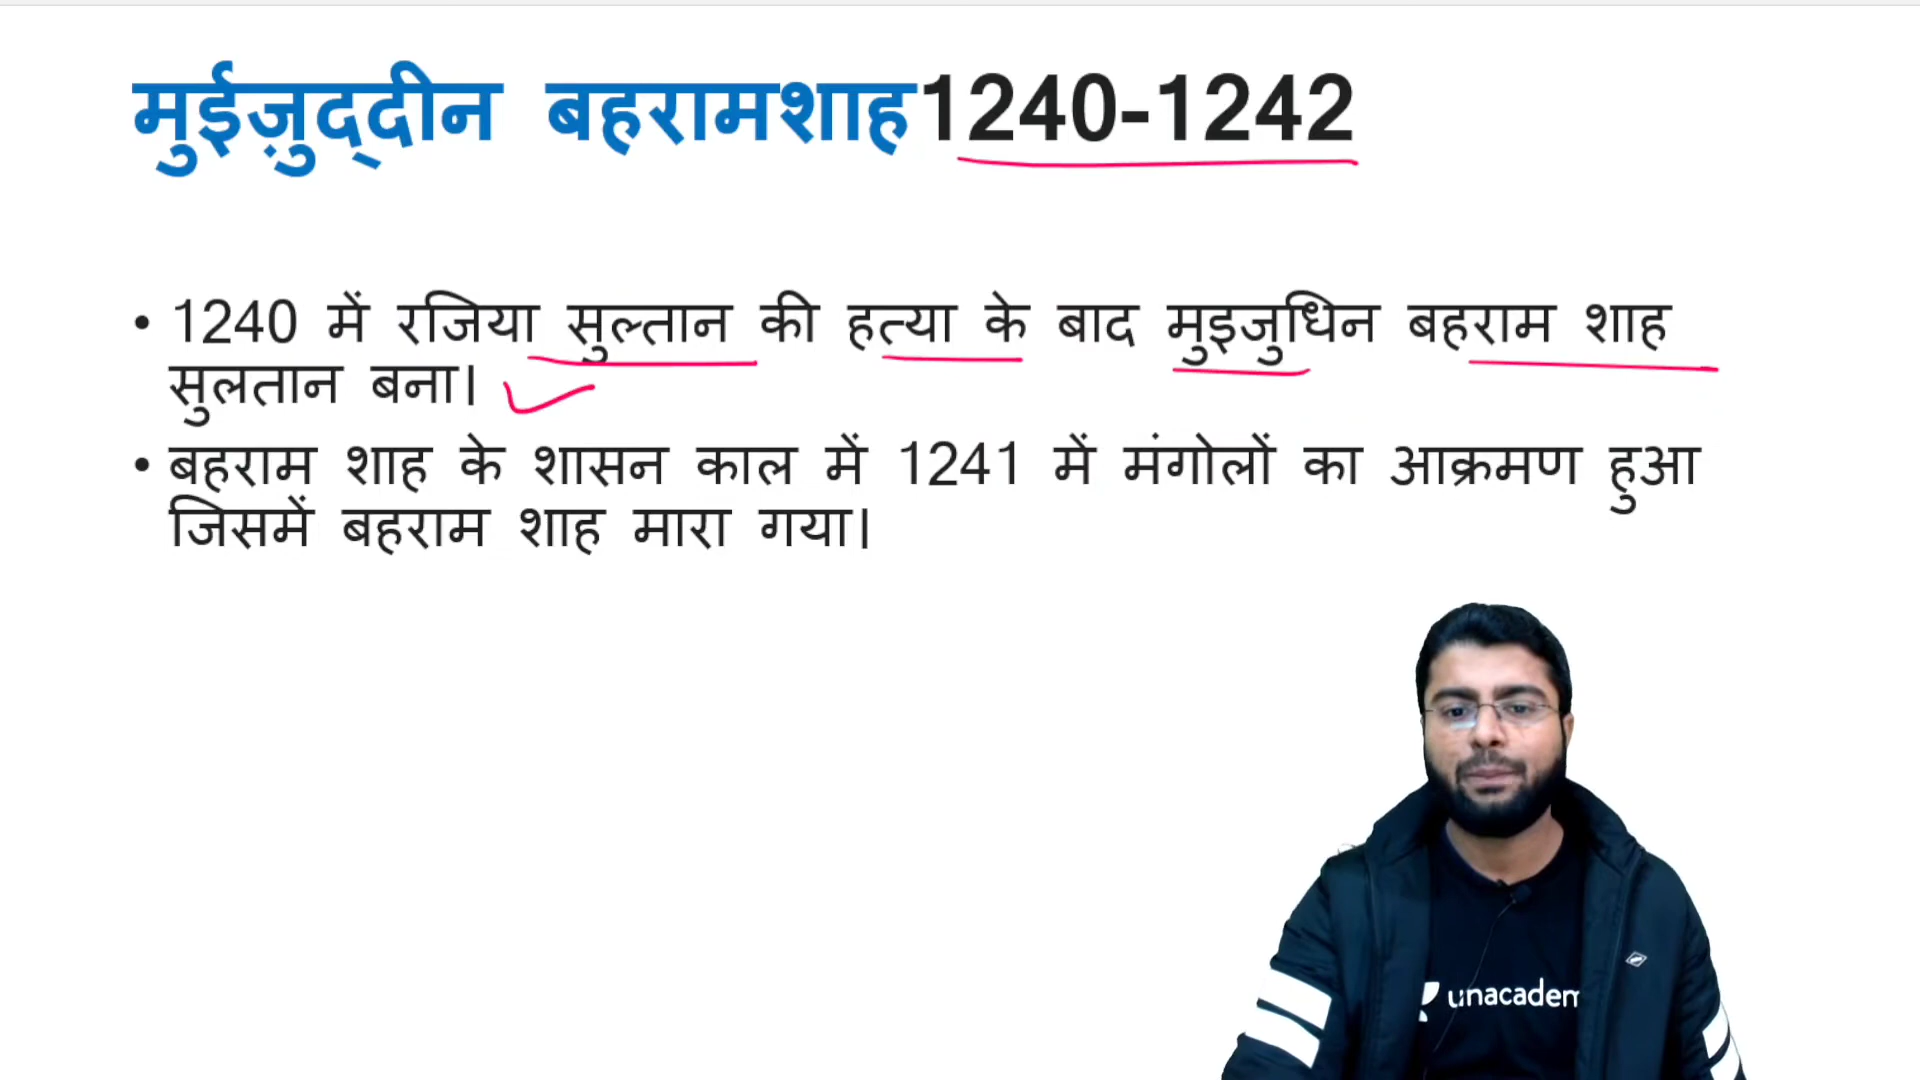 मुईज़ुद्दीन बहरामशाह1240-1242
• 1240 में रजिया सुल्तान की हत्या के बाद मुइजुधिन बहराम शाह
सुलतान बना।
• बहराम शाह के शासन काल में 1241 में मंगोलों का आक्रमण हुआ
जिसमें बहराम शाह मारा गया।
unacadem